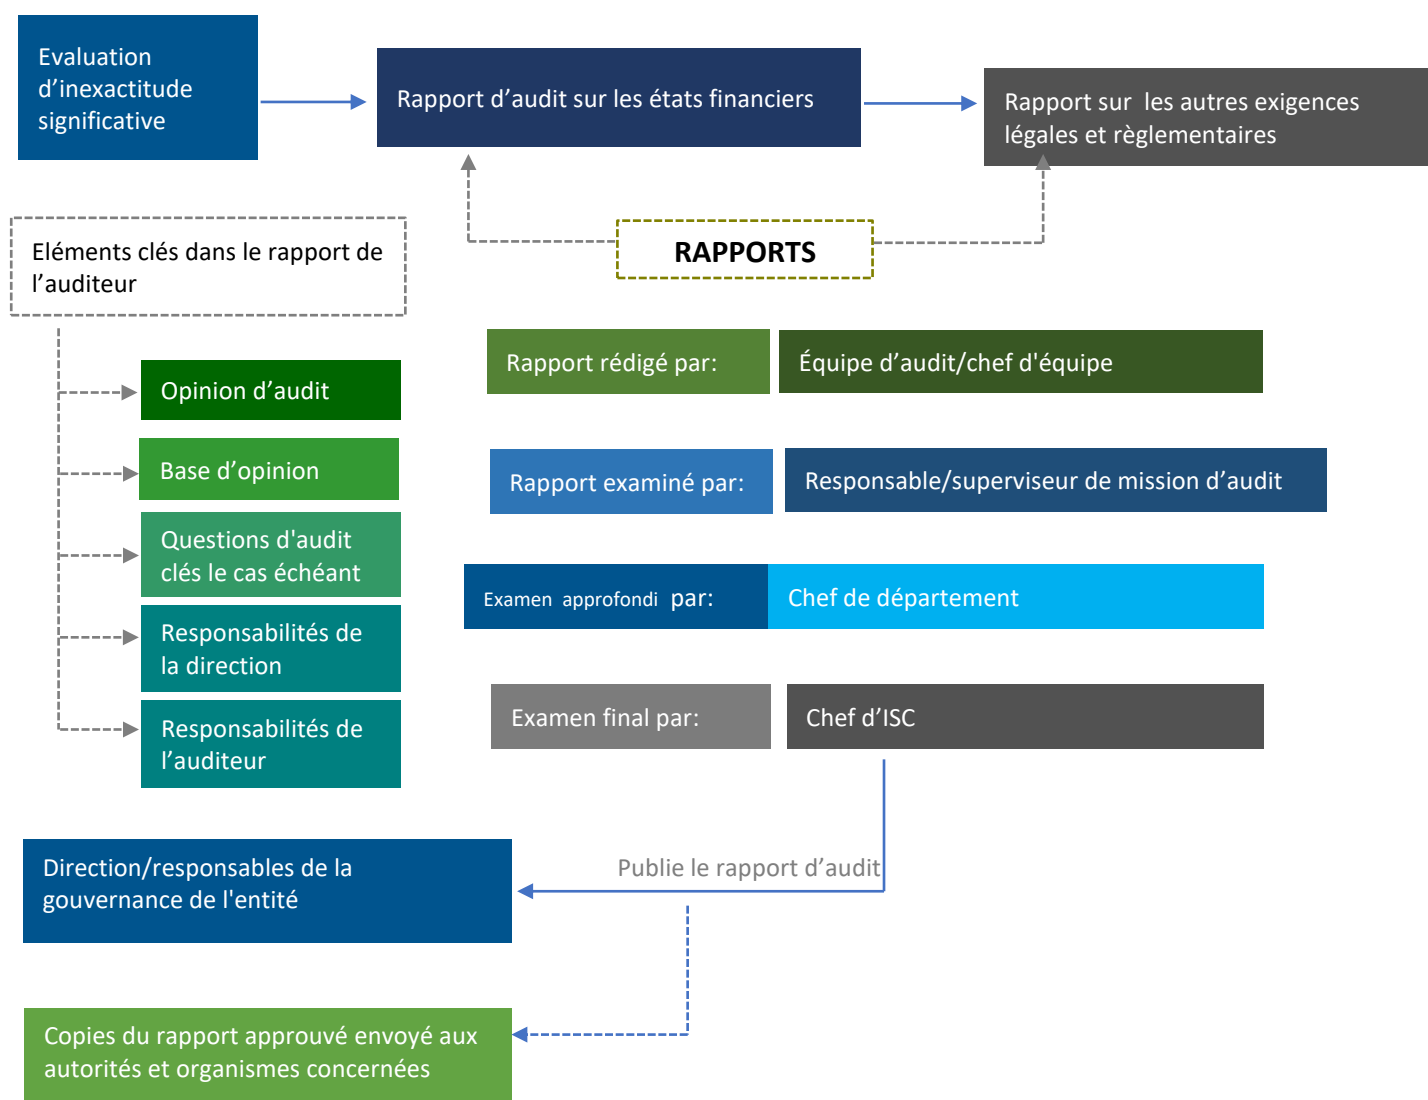 Evaluation
d’inexactitude
significative
Rapport d’audit sur les états financiers
Rapport sur les autres exigences
légales et règlementaires
RAPPORTS
Eléments clés dans le rapport de
l’auditeur
Opinion d’audit
Base d’opinion
Questions d'audit
clés le cas échéant
Responsabilités de
la direction
Responsabilités de
l’auditeur
Rapport rédigé par:
Équipe d’audit/chef d'équipe
Rapport examiné par:
Responsable/superviseur de mission d’audit
Examen approfondi par:
Chef de département
Examen final par:
Chef d’ISC
Publie le rapport d’audit
Direction/responsables de la
gouvernance de l'entité
Copies du rapport approuvé envoyé aux
autorités et organismes concernées